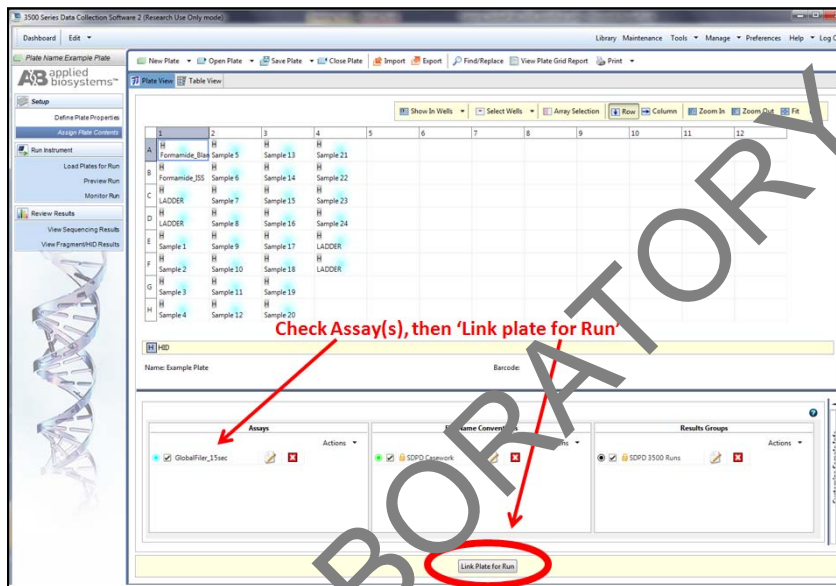 3500 Series Data Collection Software 2 (Research Use Only mode)
Dashboard Edit
Library Maintenance Tools Manage Preferences Help Log
Plate Name:Example Plate
New Plate Open Plate Save Plate Close Plate Import Export Find/Replace View Plate Grid Report Print
AB applied biosystems™
Plate View Table View
Setup
Define Plate Properties
Assign Plate Contents
Run Instrument
Load Plates for Run
Preview Run
Monitor Run
Review Results
View Sequencing Results
View Fragment/HID Results
Show In Wells Select Wells Array Selection Row Column Zoom In Zoom Out Fit
1 2 3 4 5 6 7 8 9 10 11 12
A H H H H
Formamide_Blan Sample 5 Sample 13 Sample 21
B H H H H
Formamide_ISS Sample 6 Sample 14 Sample 22
C H H H H
LADDER Sample 7 Sample 15 Sample 23
D H H H H
LADDER Sample 8 Sample 16 Sample 24
E H H H H
Sample 1 Sample 9 Sample 17 LADDER
F H H H H
Sample 2 Sample 10 Sample 18 LADDER
G H H H
Sample 3 Sample 11 Sample 19
H H H H
Sample 4 Sample 12 Sample 20
Check Assay(s), then ‘Link plate for Run’
H HID
Name: Example Plate Barcode:
Assays Name Results Groups
Actions Actions
GlobalFiler_15sec SDPD Casework SDPD 3500 Runs
Link Plate for Run
BORATORY